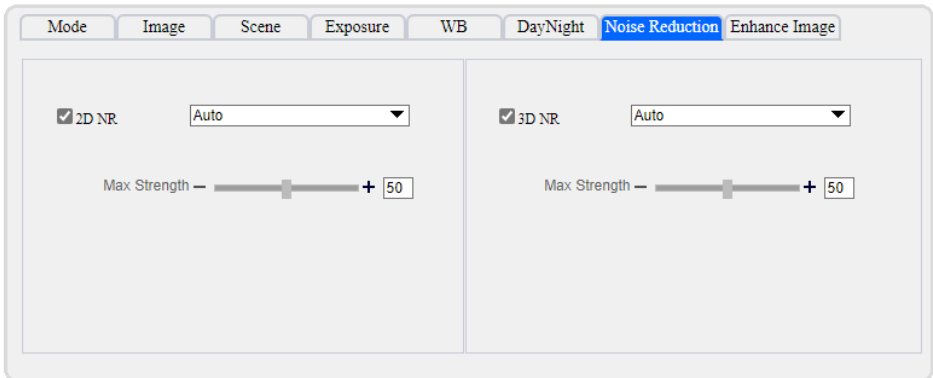 Mode Image Scene Exposure WB DayNight Noise Reduction Enhance Image
2D NR Auto
Max Strength 50
3D NR Auto
Max Strength 50